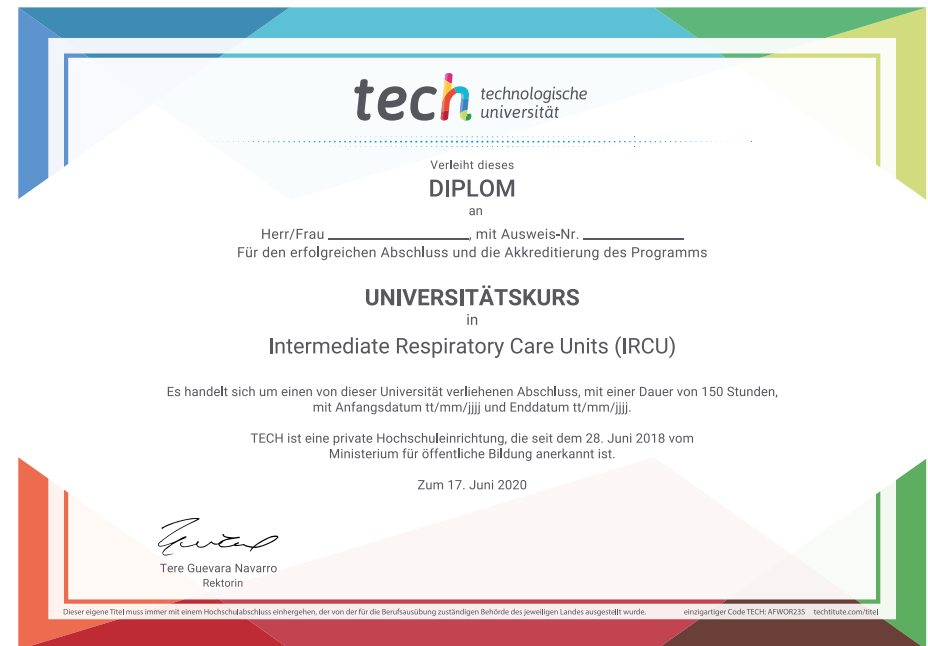 tech technologische
universität
Verleiht dieses
DIPLOM
an
Herr/Frau ____________, mit Ausweis-Nr. ____________
Für den erfolgreichen Abschluss und die Akkreditierung des Programms
UNIVERSITÄTSKURS
in
Intermediate Respiratory Care Units (IRCU)
Es handelt sich um einen von dieser Universität verliehenen Abschluss, mit einer Dauer von 150 Stunden,
mit Anfangsdatum tt/mm/jjjj und Enddatum tt/mm/jjjj.
TECH ist eine private Hochschuleinrichtung, die seit dem 28. Juni 2018 vom
Ministerium für öffentliche Bildung anerkannt ist.
Zum 17. Juni 2020
Tere Guevara Navarro
Rektorin
Dieser eigene Titel muss immer mit einem Hochschulabschluss einhergehen, der von der für die Berufsausübung zuständigen Behörde des jeweiligen Landes ausgestellt wurde. einzigartiger Code TECH: AFWOR23S techtitute.com/titel